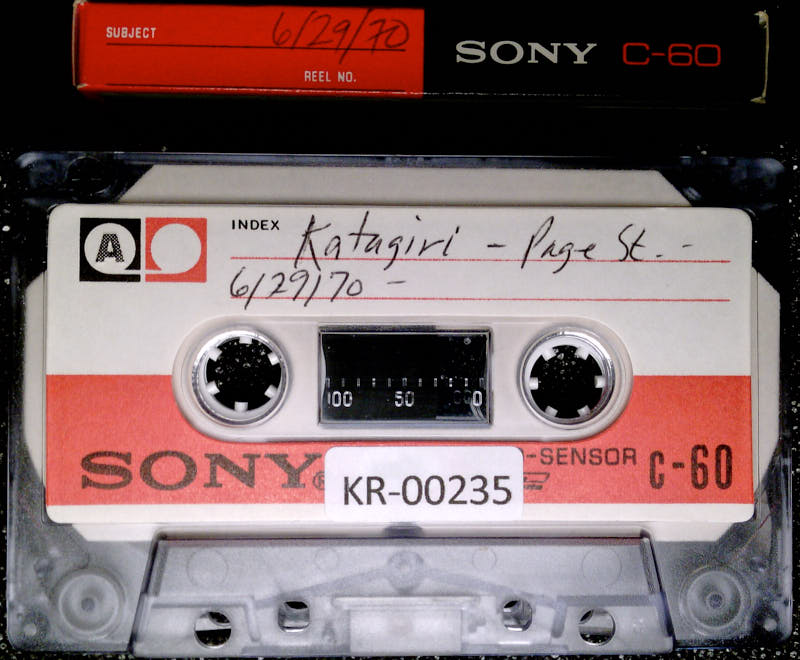 SUBJECT 6/29/70
REEL NO.
SONY C-60
A
INDEX Katagiri - Page St. -
6/29/70 -
100 50 0
SONY® -SENSOR C-60
KR-00235